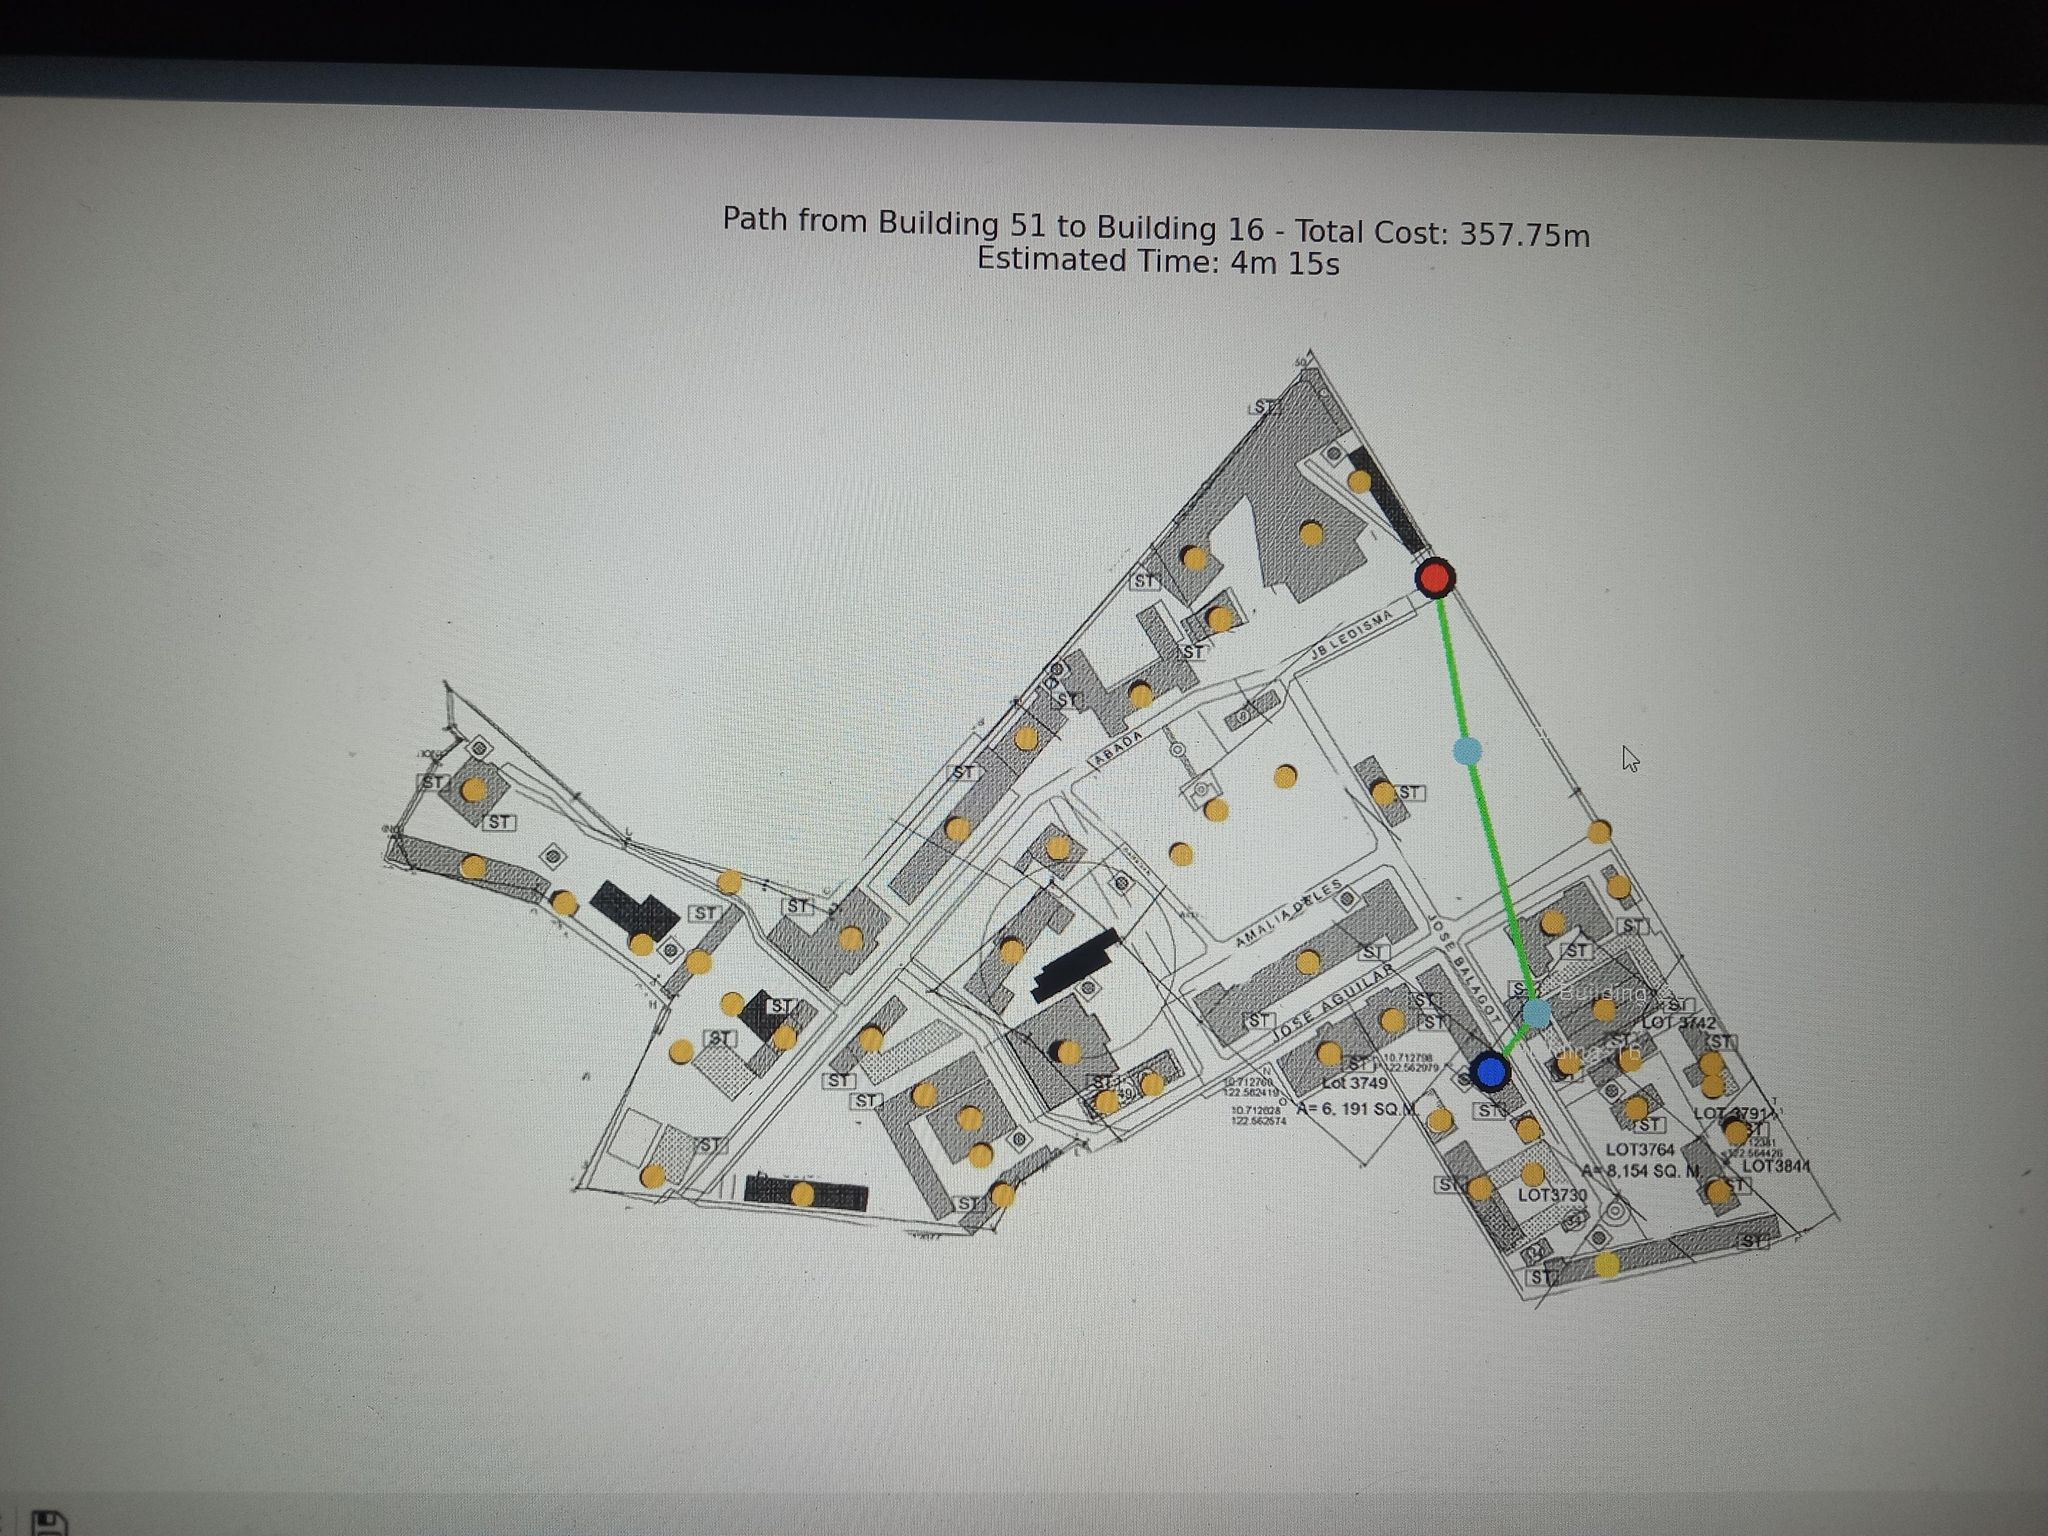 Path from Building 51 to Building 16 - Total Cost: 357.75m
Estimated Time: 4m 15s
ST
ST
JB LEDISMA
ST
ST
ABADA
ST
ST
ST
ST
ST
ST
AMALIA DELES
ST
JOSE BALAGOT
ST
ST
JOSE AGUILAR
Building
ST
ST
ST
ST
ST
ST
LOT 3742
ST
ST
ST
10.712798
122.562979
Lot 3749
10.712760
122.562419
A= 6, 191 SQ.M.
10.712628
122.562574
ST
ST
ST
ST
LOT 3791
ST
ST
LOT3764
A= 8,154 SQ. M.
LOT3844
ST
ST
ST
LOT3730
ST
ST
ST